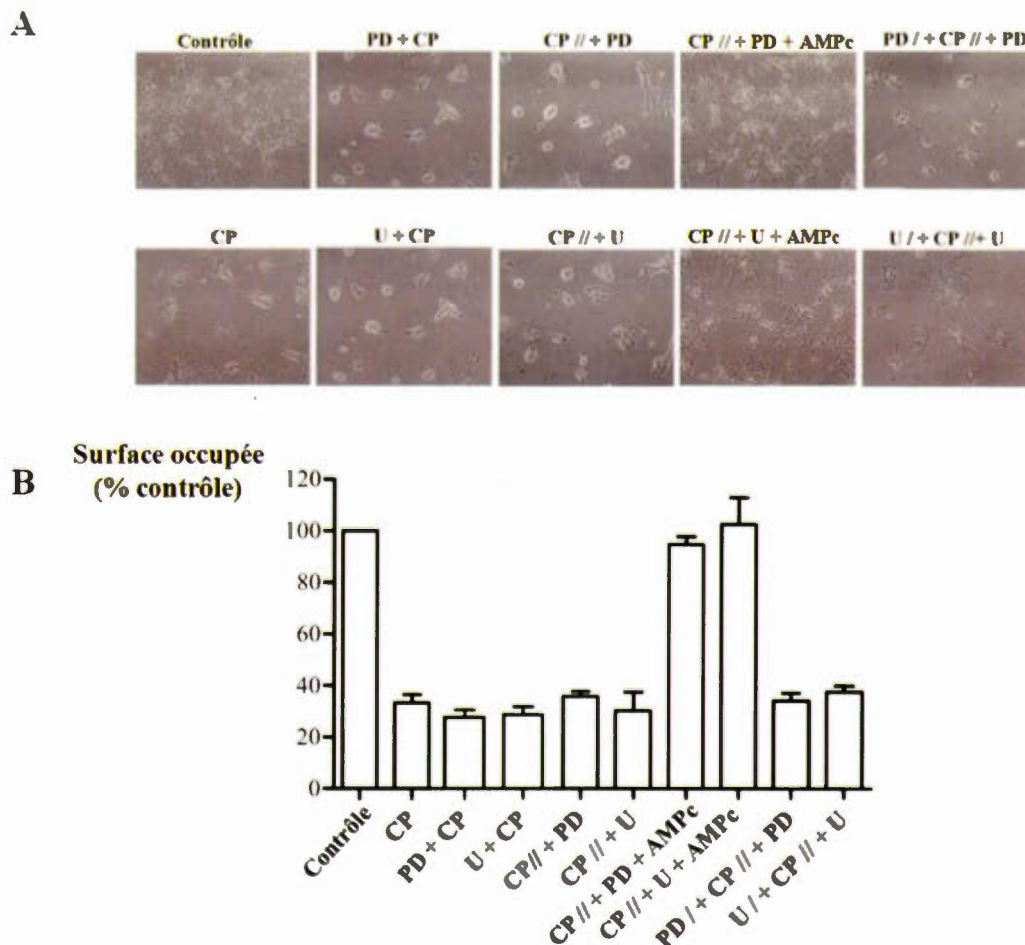 A
Contrôle PD + CP CP // + PD CP // + PD + AMPc PD / + CP // + PD
CP U + CP CP // + U CP // + U + AMPc U / + CP // + U
B
Surface occupée
(% contrôle)
120
100
80
60
40
20
0
Contrôle
CP
PD + CP
U + CP
CP // + PD
CP // + U
CP // + PD + AMPc
CP // + U + AMPc
PD / + CP // + PD
U / + CP // + U